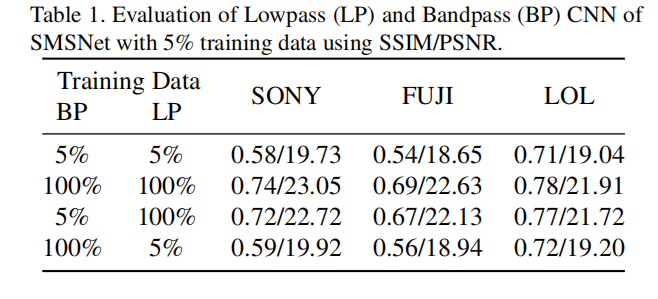 Table 1. Evaluation of Lowpass (LP) and Bandpass (BP) CNN of
SMSNet with 5% training data using SSIM/PSNR.
Training Data
SONY FUJI LOL
BP LP
5% 5% 0.58/19.73 0.54/18.65 0.71/19.04
100% 100% 0.74/23.05 0.69/22.63 0.78/21.91
5% 100% 0.72/22.72 0.67/22.13 0.77/21.72
100% 5% 0.59/19.92 0.56/18.94 0.72/19.20